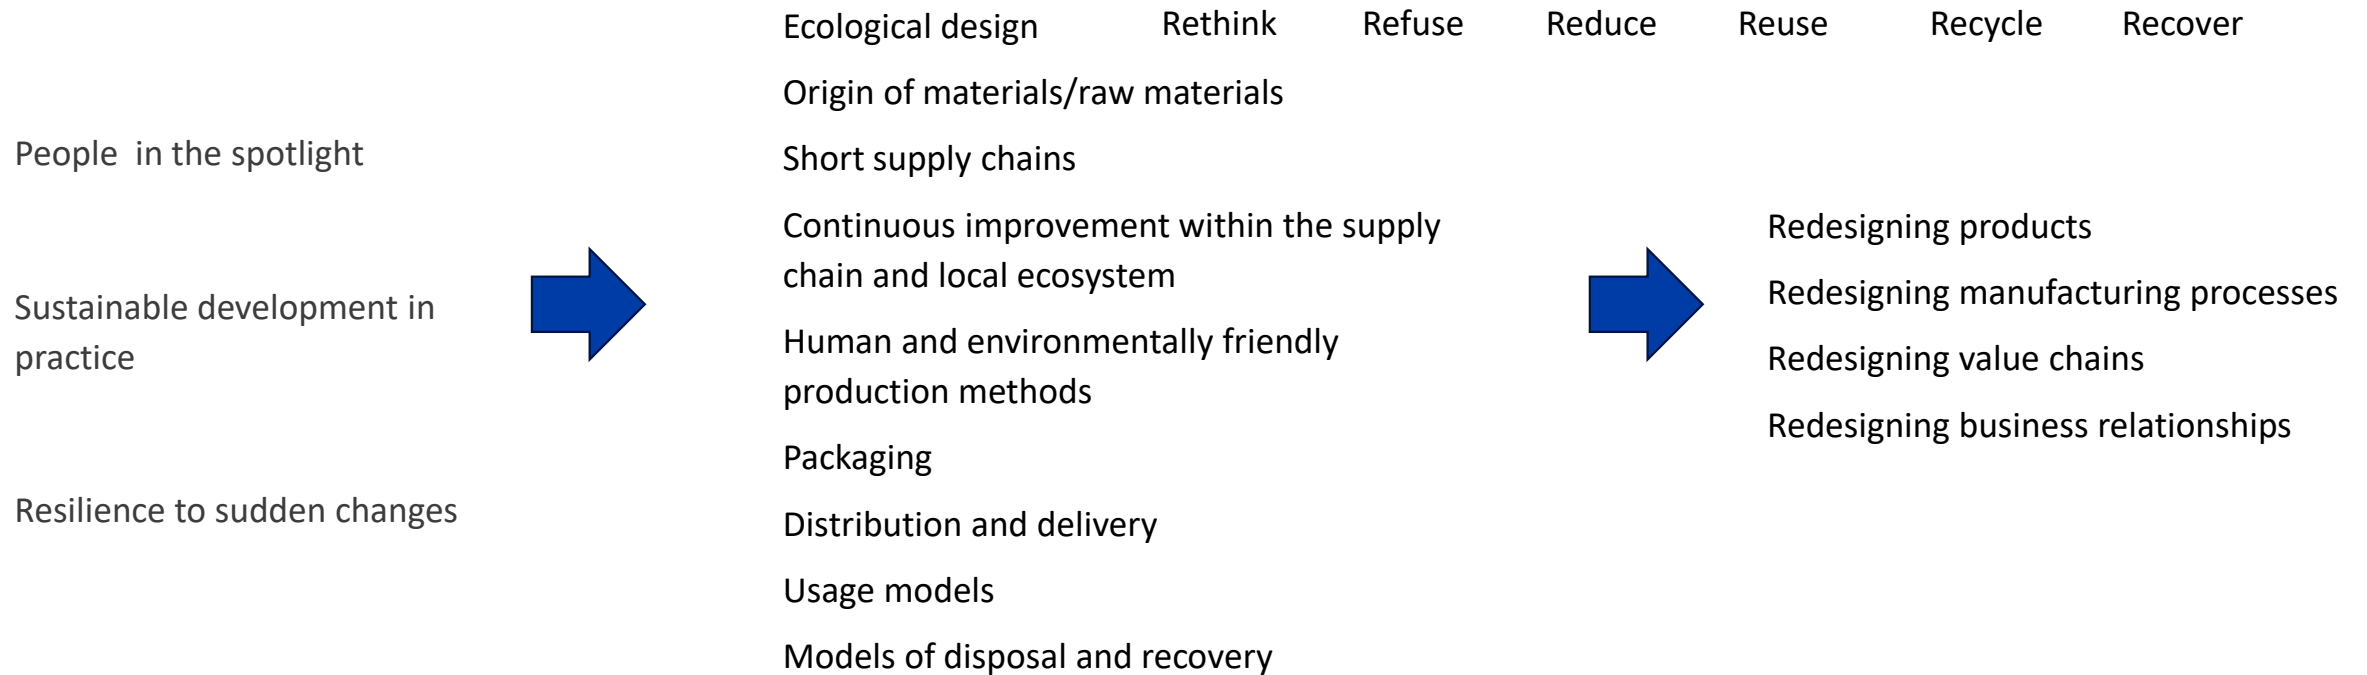 People  in the spotlight
Sustainable development in
practice
Resilience to sudden changes
Ecological design Rethink Refuse Reduce Reuse Recycle Recover
Origin of materials/raw materials
Short supply chains
Continuous improvement within the supply
chain and local ecosystem
Human and environmentally friendly
production methods
Packaging
Distribution and delivery
Usage models
Models of disposal and recovery
Redesigning products
Redesigning manufacturing processes
Redesigning value chains
Redesigning business relationships